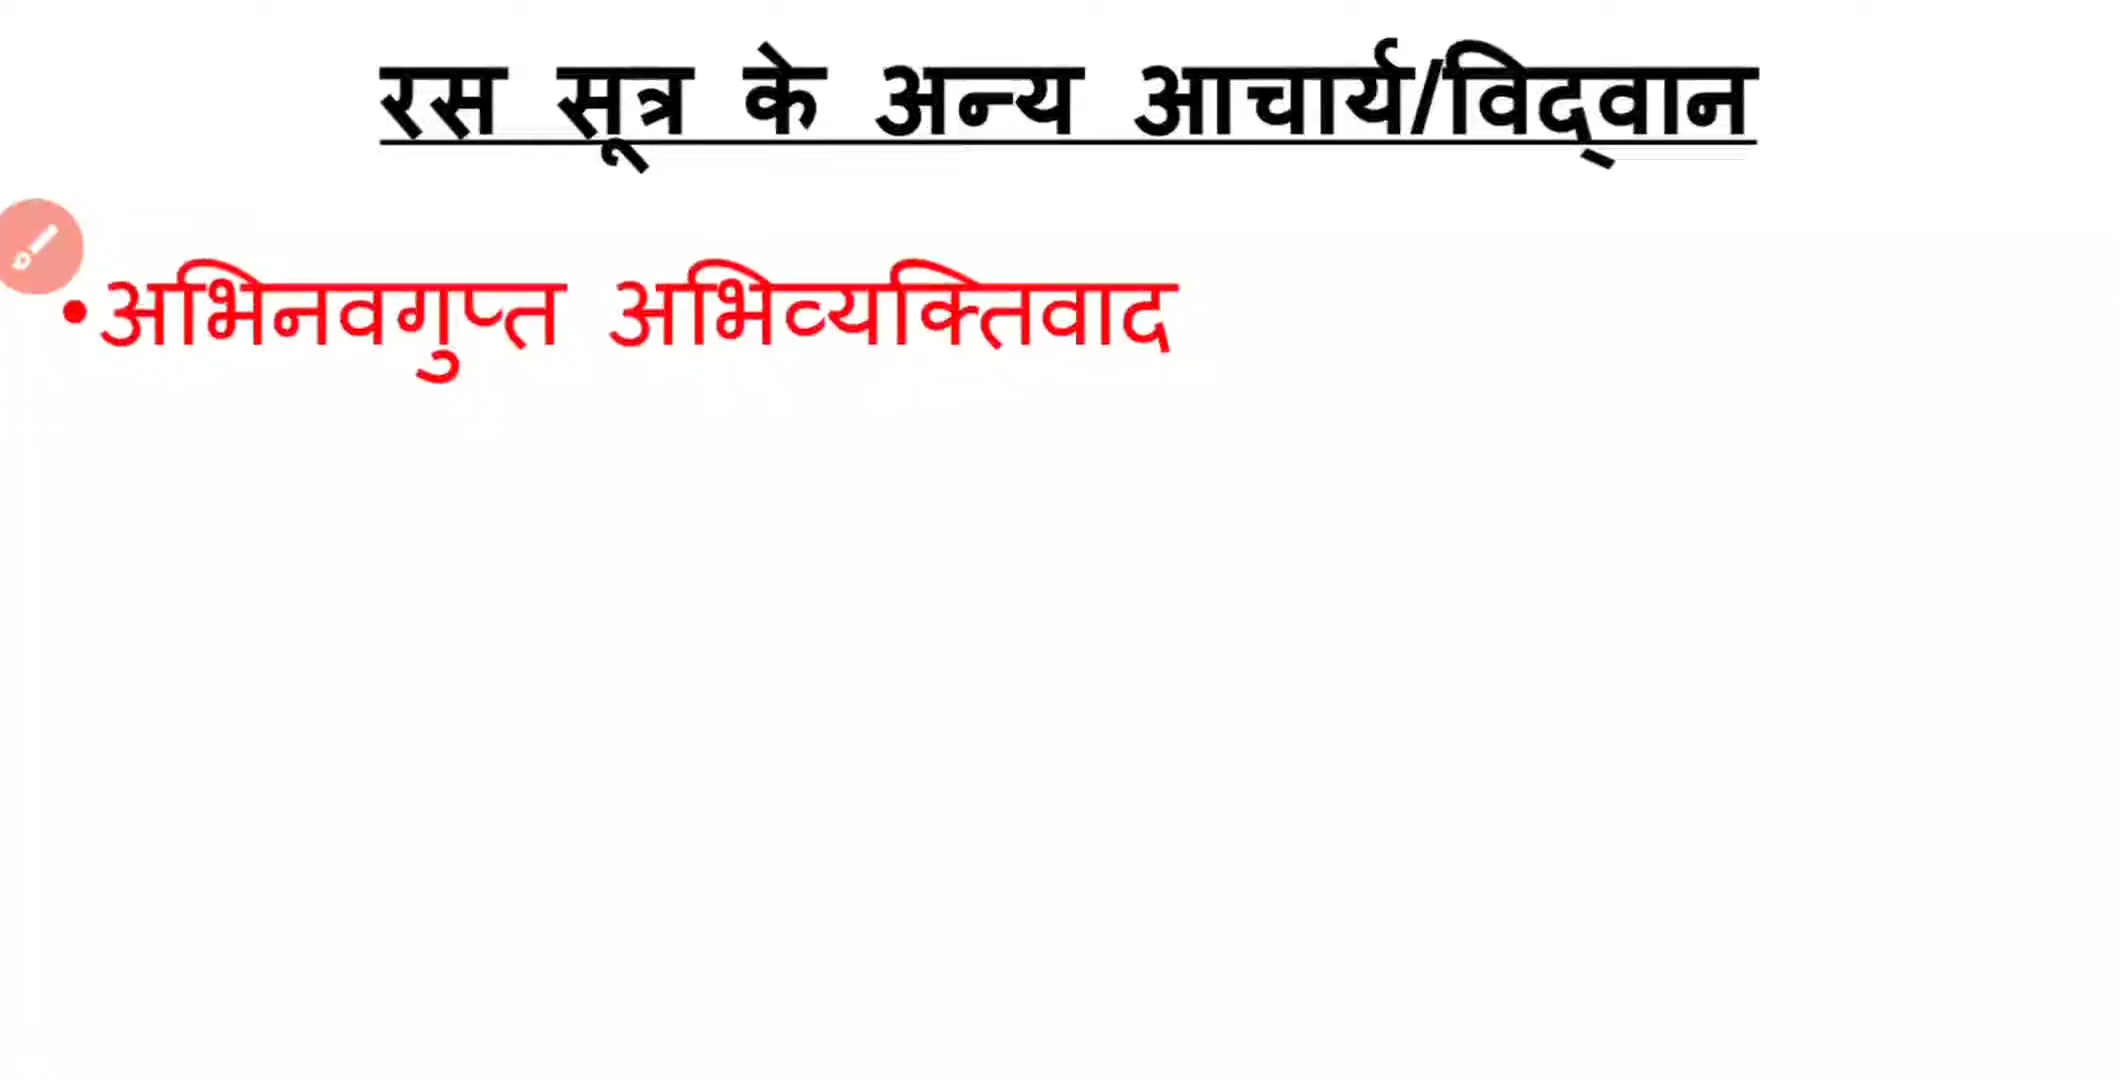 रस सूत्र के अन्य आचार्य/विद्वान
•अभिनवगुप्त अभिव्यक्तिवाद